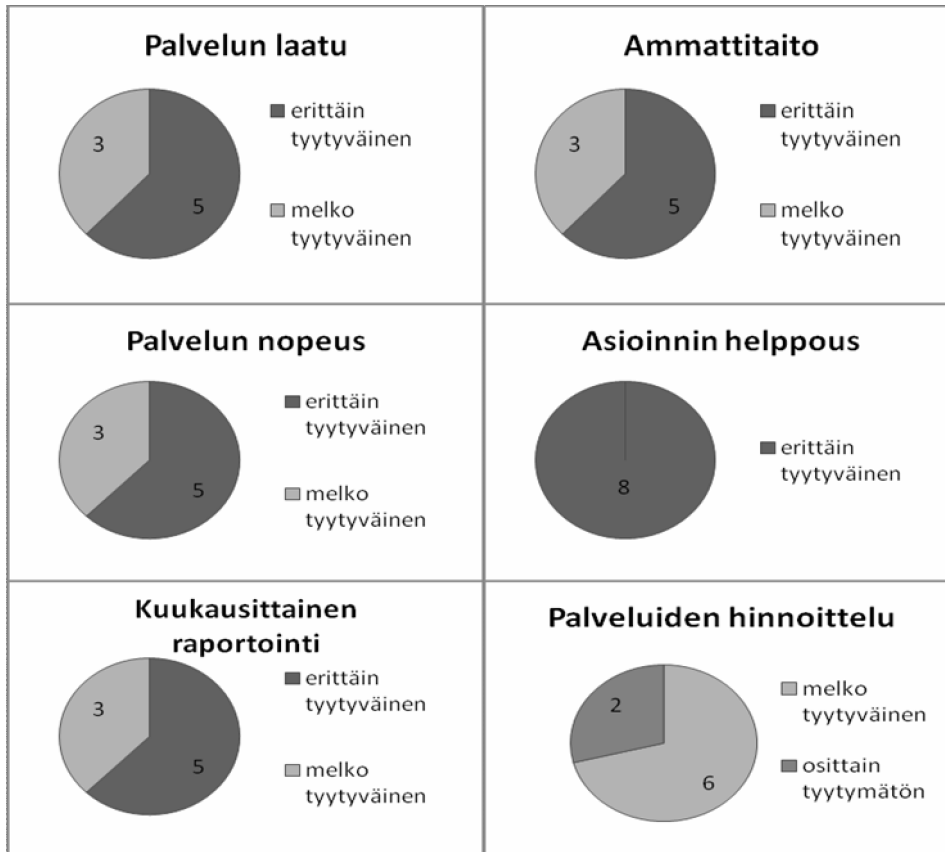 Palvelun laatu
3
5
erittäin
tyytyväinen
melko
tyytyväinen
Ammattitaito
3
5
erittäin
tyytyväinen
melko
tyytyväinen
Palvelun nopeus
3
5
erittäin
tyytyväinen
melko
tyytyväinen
Asioinnin helppous
8
erittäin
tyytyväinen
Kuukausittainen
raportointi
3
5
erittäin
tyytyväinen
melko
tyytyväinen
Palveluiden hinnoittelu
2
6
melko
tyytyväinen
osittain
tyytymätön